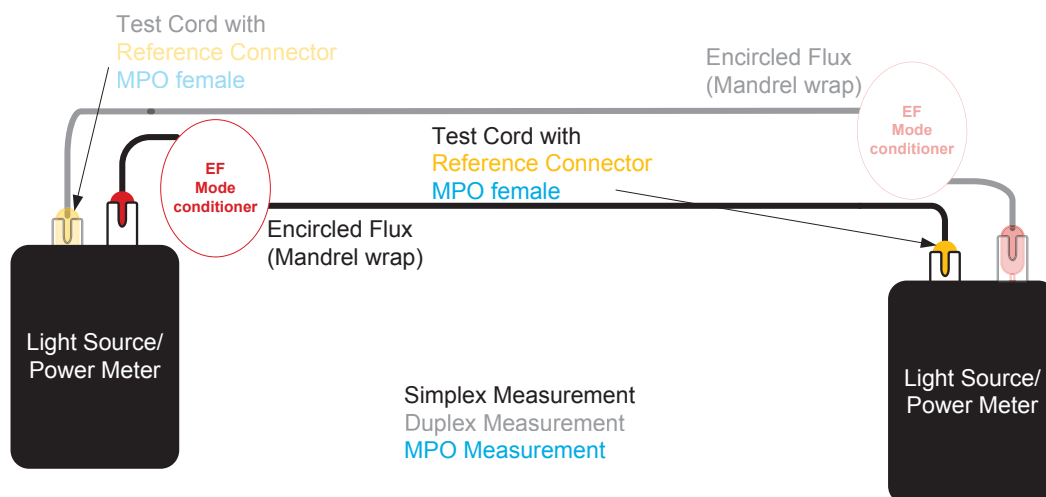 Test Cord with
Reference Connector
MPO female
Encircled Flux
(Mandrel wrap)
EF
Mode
conditioner
EF
Mode
conditioner
Test Cord with
Reference Connector
MPO female
Encircled Flux
(Mandrel wrap)
Light Source/
Power Meter
Light Source/
Power Meter
Simplex Measurement
Duplex Measurement
MPO Measurement